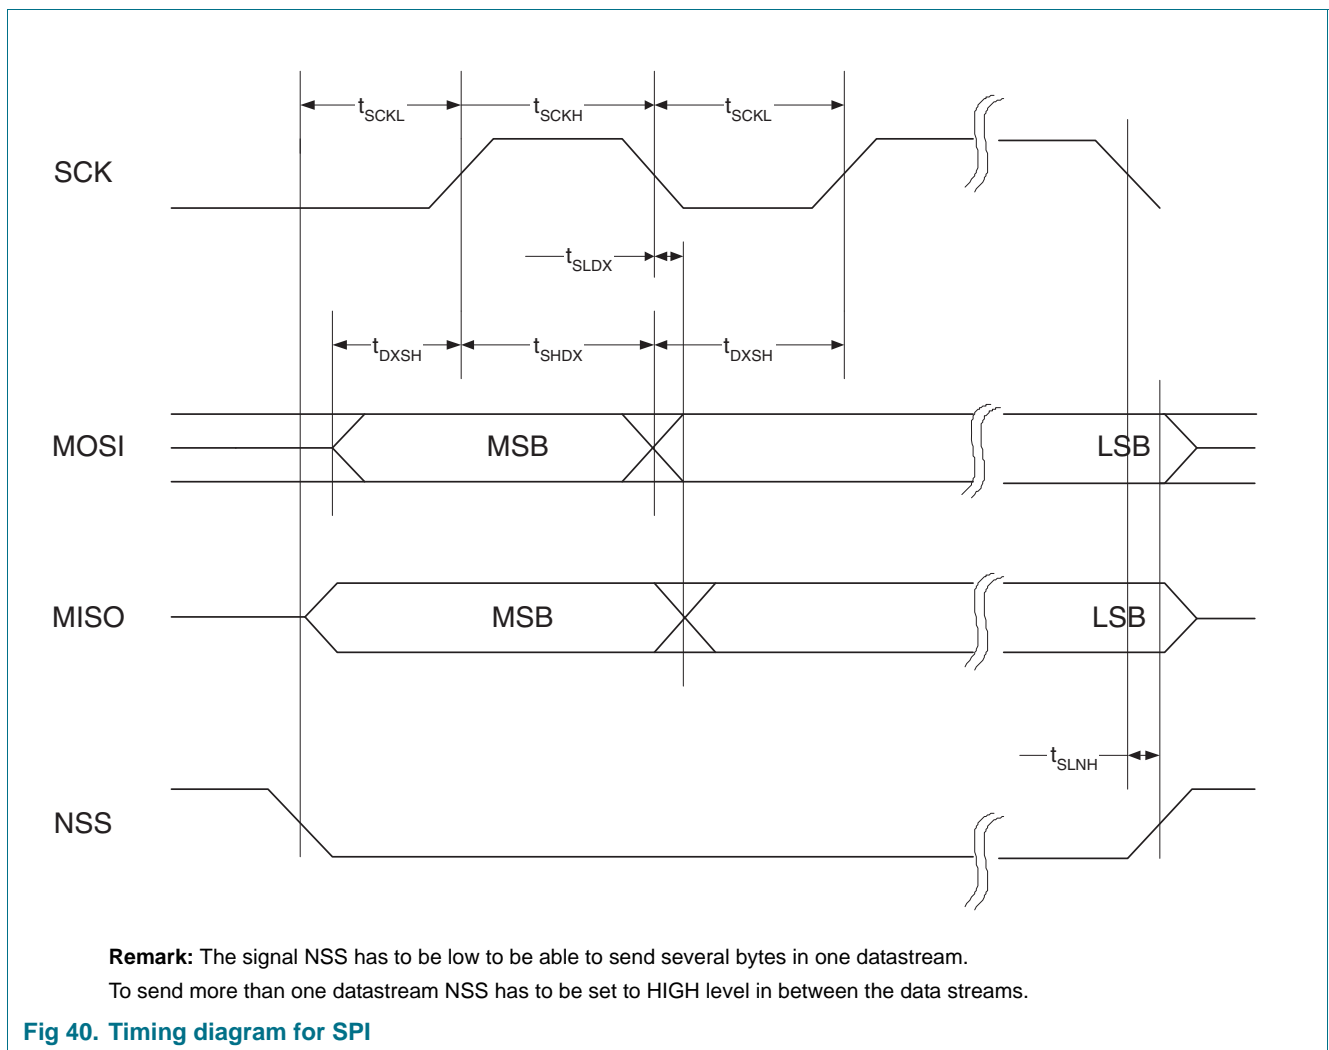 tSCKL tSCKH tSCKL
SCK
tSLDX
tDXSH tSHDX tDXSH
MOSI MSB LSB
MISO MSB LSB
tSLNH
NSS
Remark: The signal NSS has to be low to be able to send several bytes in one datastream.
To send more than one datastream NSS has to be set to HIGH level in between the data streams.
Fig 40. Timing diagram for SPI